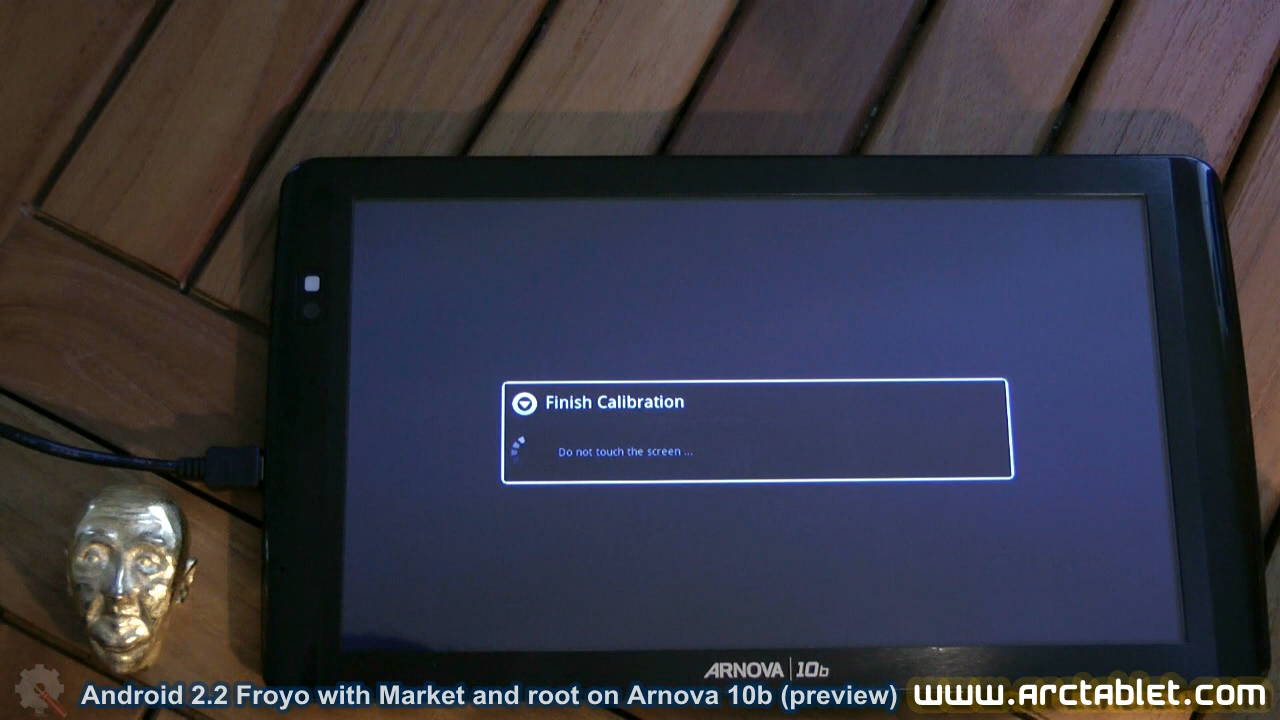 Finish Calibration
Do not touch the screen ...
ARNOVA 10b
Android 2.2 Froyo with Market and root on Arnova 10b (preview)
www.arctablet.com